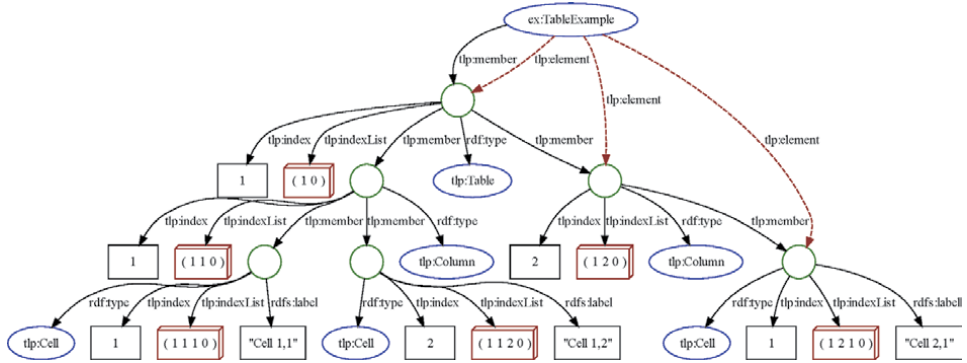 ex:TableExample
tlp:member
tlp:element
tlp:element
tlp:element
tlp:index
tlp:indexList
tlp:member
rdf:type
tlp:member
1
( 1 0 )
tlp:Table
tlp:index
tlp:indexList
tlp:member
tlp:member
rdf:type
tlp:index
tlp:indexList
rdf:type
tlp:member
1
( 1 1 0 )
tlp:Column
2
( 1 2 0 )
tlp:Column
rdf:type
tlp:index
tlp:indexList
rdfs:label
rdf:type
tlp:index
tlp:indexList
rdfs:label
rdf:type
tlp:index
tlp:indexList
rdfs:label
tlp:Cell
1
( 1 1 1 0 )
"Cell 1,1"
tlp:Cell
2
( 1 1 2 0 )
"Cell 1,2"
tlp:Cell
1
( 1 2 1 0 )
"Cell 2,1"